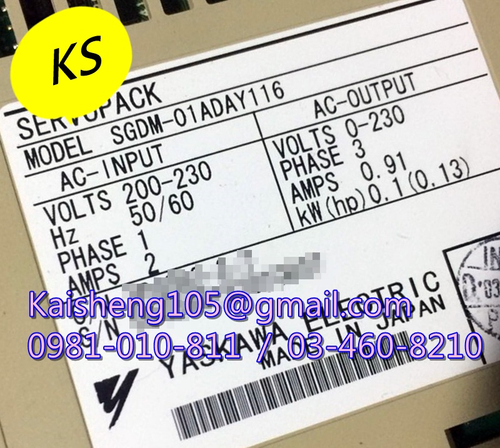 KS
SERVOPACK
MODEL SGDM-01ADAY116
AC-INPUT
VOLTS 200-230
Hz 50/60
PHASE 1
AMPS 2
AC-OUTPUT
VOLTS 0-230
PHASE 3
AMPS 0.91
kW(hp) 0.1(0.13)
S/N
Kaisheng105@gmail.com
0981-010-811 / 03-460-8210
YASKAWA ELECTRIC
MADE IN JAPAN
IN
'03